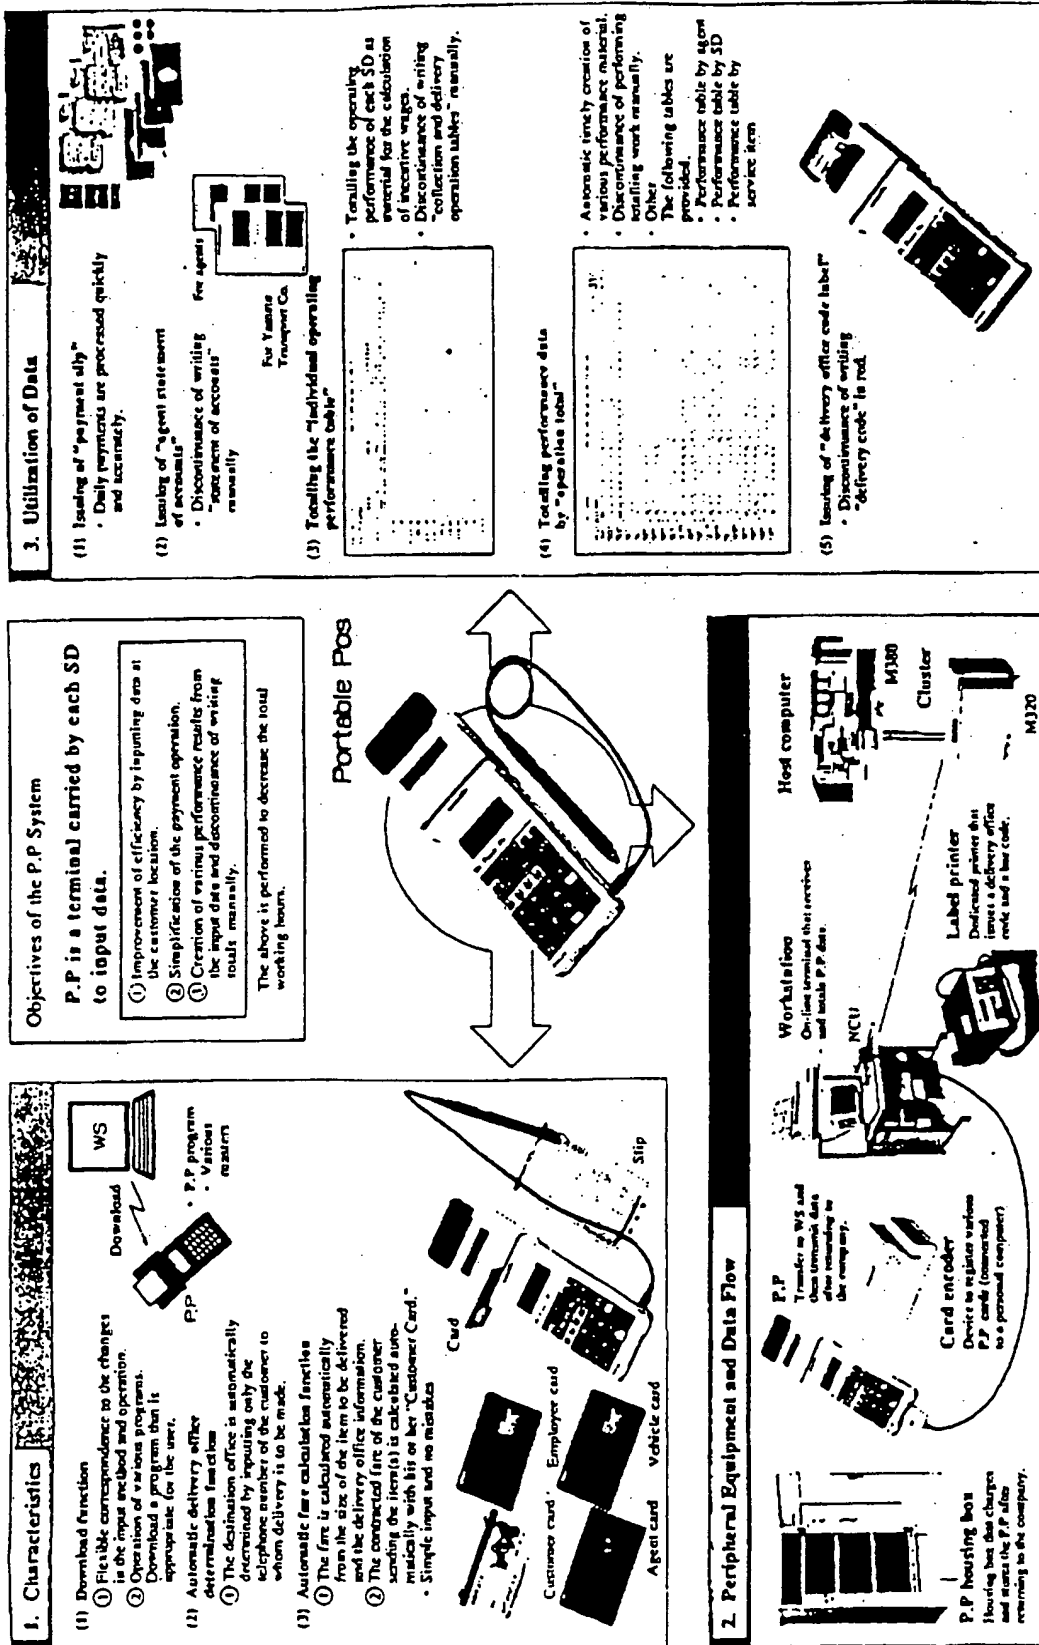 1. Characteristics
(1) Download function
① Flexible correspondence to the changes
in the input method and operation.
② Operation of various programs.
Download a program that is
appropriate for the user.
(2) Automatic delivery office
determination function
① The destination office is automatically
determined by inputting only the
telephone number of the customer to
whom delivery is to be made.
(3) Automatic fare calculation function
① The fare is calculated automatically
from the size of the item to be delivered
and the delivery office information.
② The contracted fare of the customer
sending the item(s) is calculated auto-
matically with his or her "Customer Card."
• Simple input and no mistakes
WS
Download
P.P
• P.P program
• Various
masters
Card
Slip
Customer card
Employee card
Agent card
Vehicle card
Objectives of the P.P System
P.P is a terminal carried by each SD
to input data.
① Improvement of efficiency by inputting data at
the customer location.
② Simplification of the payment operation.
③ Creation of various performance results from
the input data and discontinuance of writing
totals manually.
The above is performed to decrease the total
working hours.
Portable Pos
2. Peripheral Equipment and Data Flow
P.P housing box
Housing box that charges
and stores the P.P after
returning to the company.
P.P
Transfer to WS and
then transmit data
after returning to
the company.
Card encoder
Device to register various
P.P cards (connected
to a personal computer)
Workstation
On-line terminal that receives
and totals P.P data.
NCU
Label printer
Dedicated printer that
issues a delivery office
code and a bar code.
Host computer
M380
Cluster
M320
3. Utilization of Data
(1) Issuing of "payment slip"
• Daily payments are processed quickly
and accurately.
(2) Issuing of "agent statement
of accounts"
• Discontinuance of writing
"statement of accounts"
manually
For agents
For Yamato
Transport Co.
(3) Totalling the "individual operating
performance table"
• Totalling the operating
performance of each SD as
material for the calculation
of incentive wages.
• Discontinuance of writing
"collection and delivery
operation tables" manually.
(4) Totalling performance data
by "operation total"
• Automatic timely creation of
various performance material.
• Discontinuance of performing
totalling work manually.
• Other
The following tables are
provided.
• Performance table by agent
• Performance table by SD
• Performance table by
service item
(5) Issuing of "delivery office code label"
• Discontinuance of writing
"delivery code" in red.